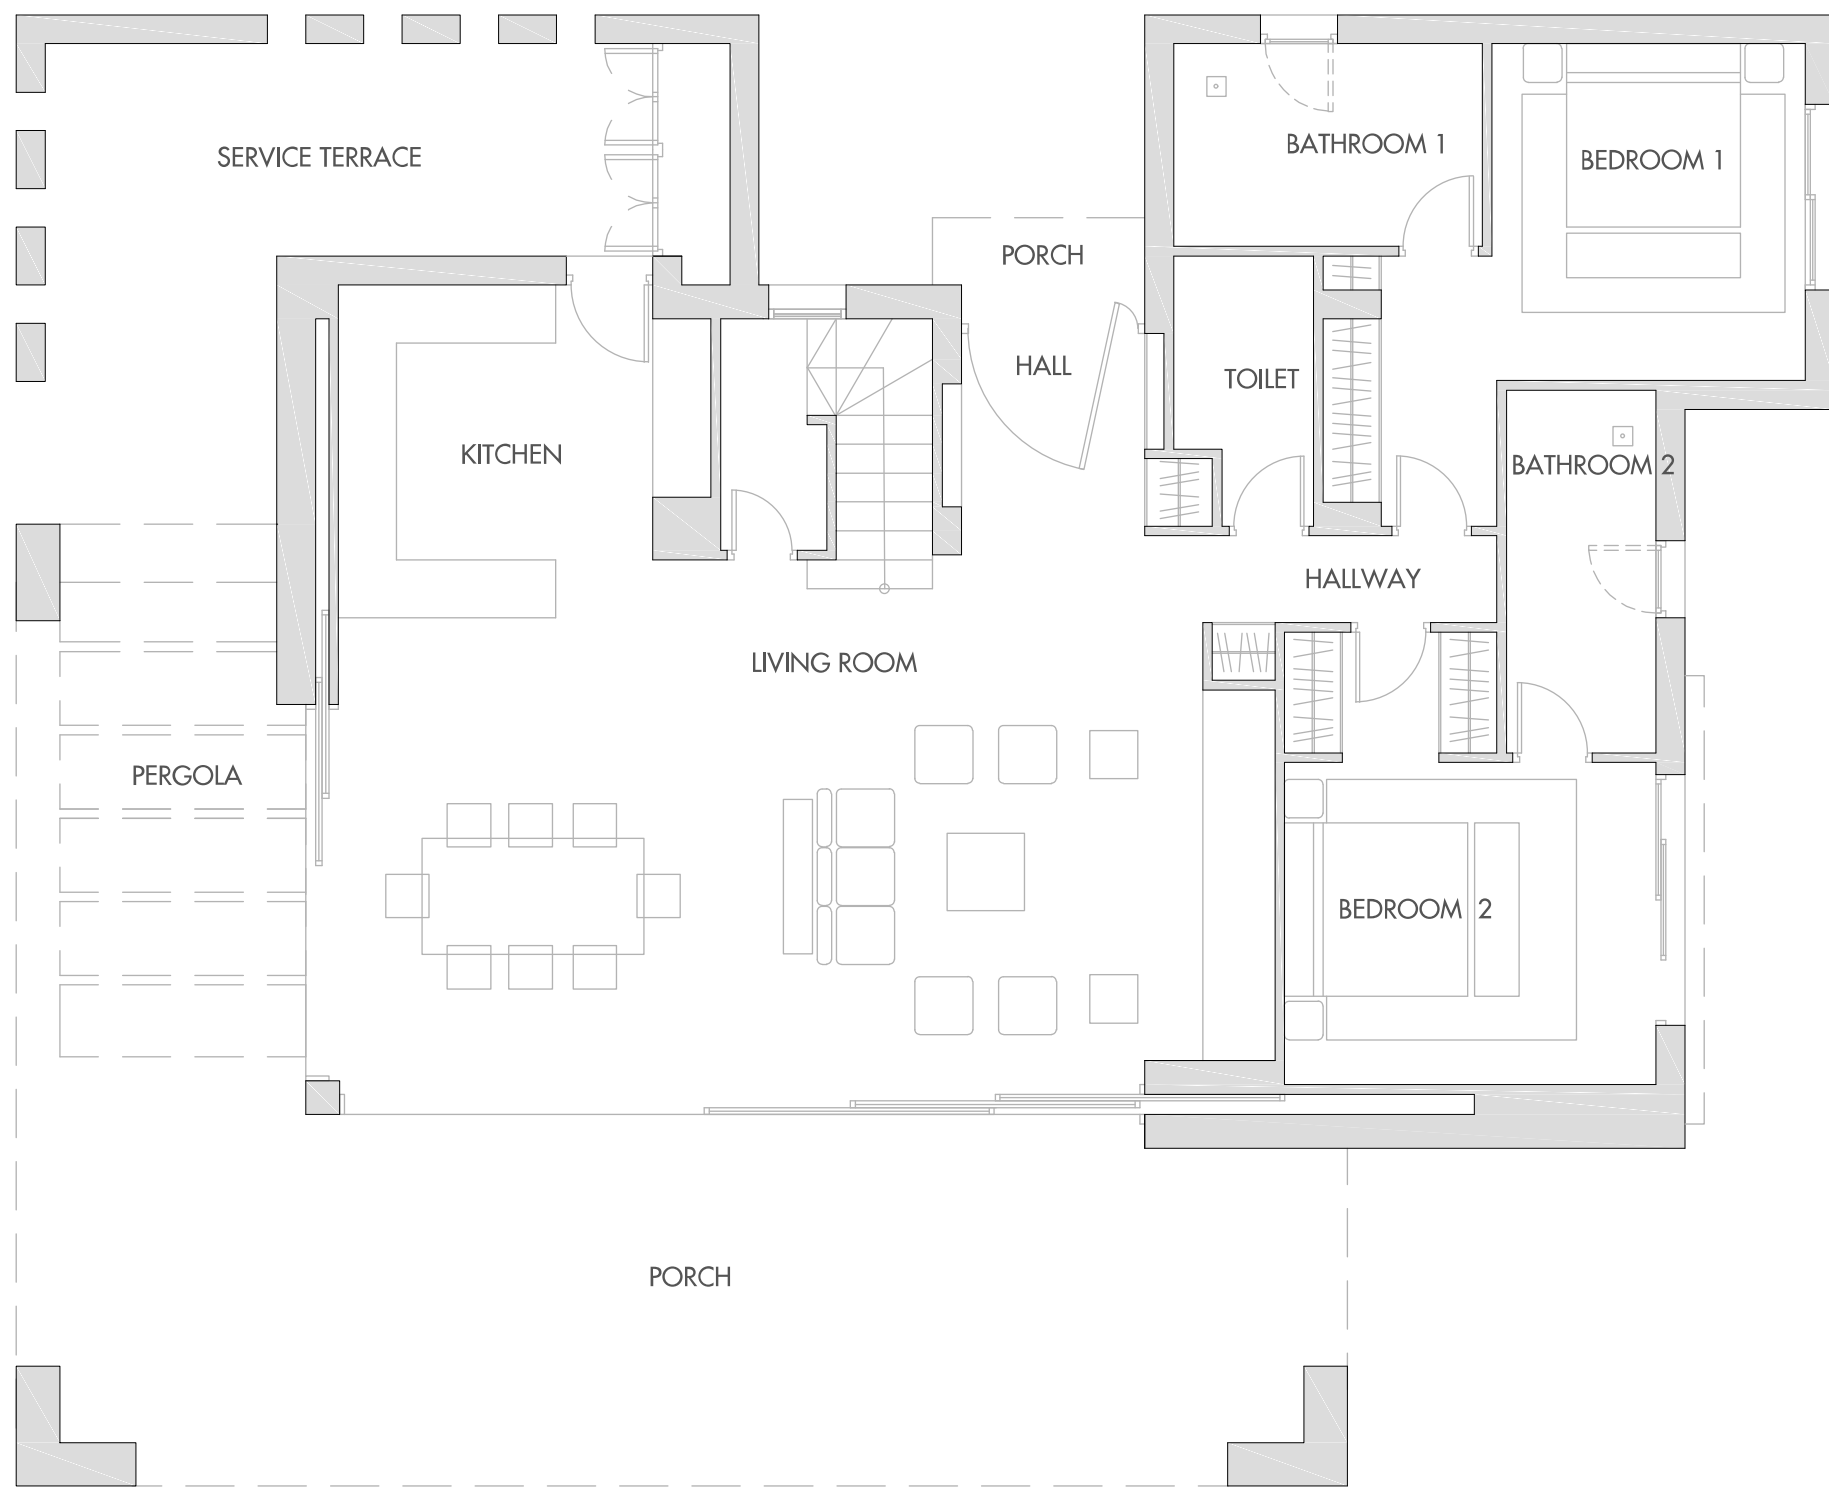 SERVICE TERRACE
BATHROOM 1
BEDROOM 1
PORCH
HALL
TOILET
KITCHEN
BATHROOM 2
HALLWAY
LIVING ROOM
PERGOLA
BEDROOM 2
PORCH